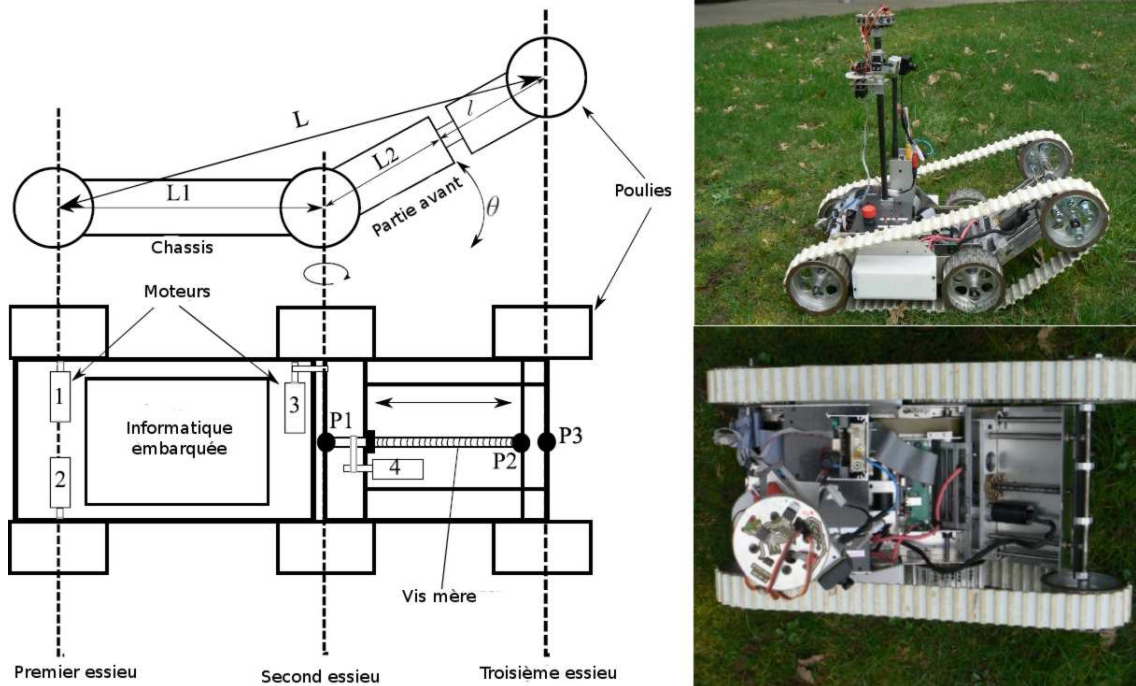 L
l
L2
L1
θ
Partie avant
Chassis
Poulies
Moteurs
1
2
3
4
Informatique
embarquée
P1
P2
P3
Vis mère
Premier essieu
Second essieu
Troisième essieu